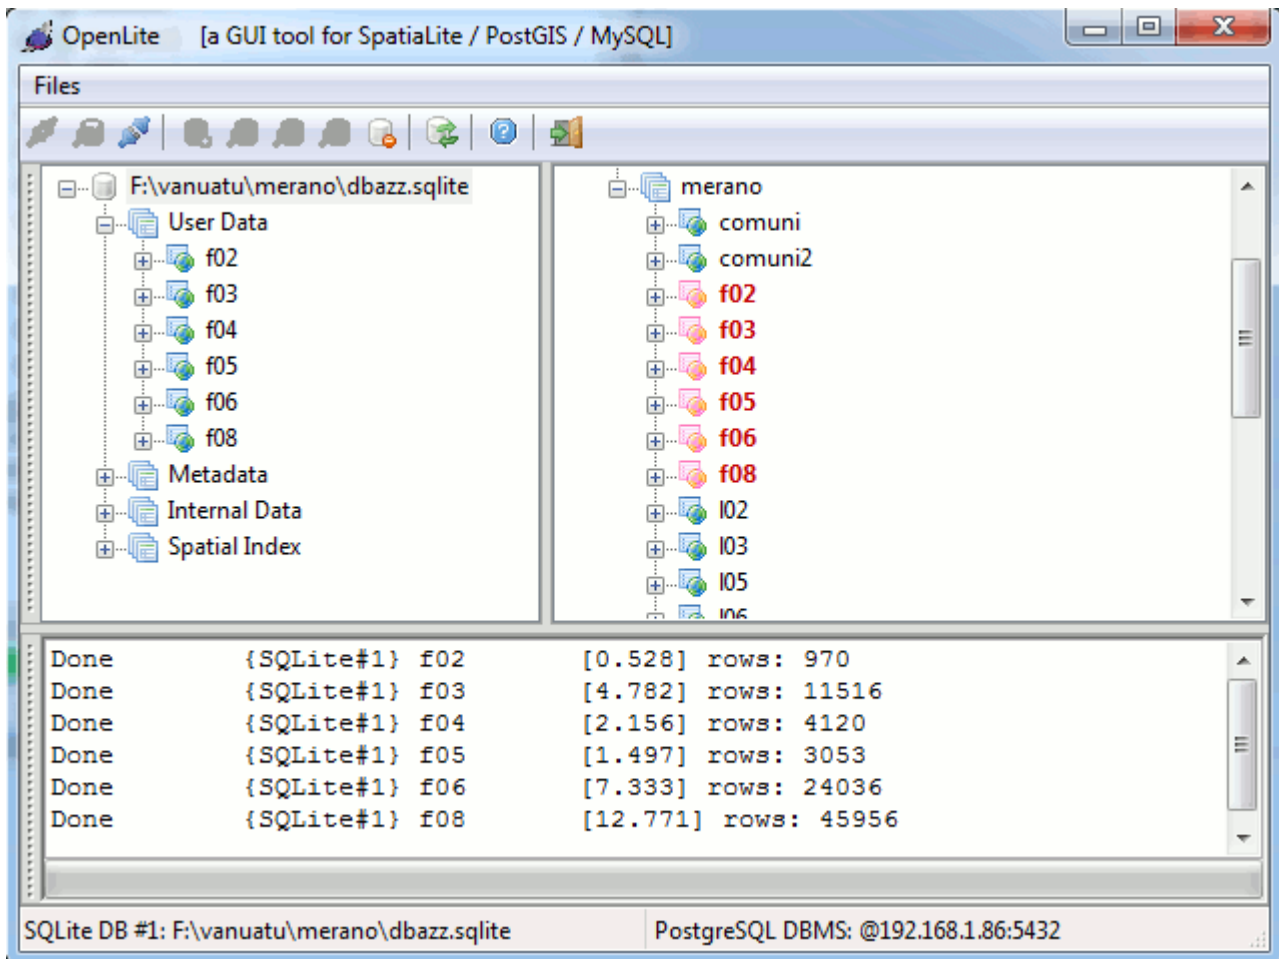 OpenLite [a GUI tool for SpatiaLite / PostGIS / MySQL]
Files
F:\vanuatu\merano\dbazz.sqlite
User Data
f02
f03
f04
f05
f06
f08
Metadata
Internal Data
Spatial Index
merano
comuni
comuni2
f02
f03
f04
f05
f06
f08
l02
l03
l05
l06
Done {SQLite#1} f02 [0.528] rows: 970
Done {SQLite#1} f03 [4.782] rows: 11516
Done {SQLite#1} f04 [2.156] rows: 4120
Done {SQLite#1} f05 [1.497] rows: 3053
Done {SQLite#1} f06 [7.333] rows: 24036
Done {SQLite#1} f08 [12.771] rows: 45956
SQLite DB #1: F:\vanuatu\merano\dbazz.sqlite
PostgreSQL DBMS: @192.168.1.86:5432